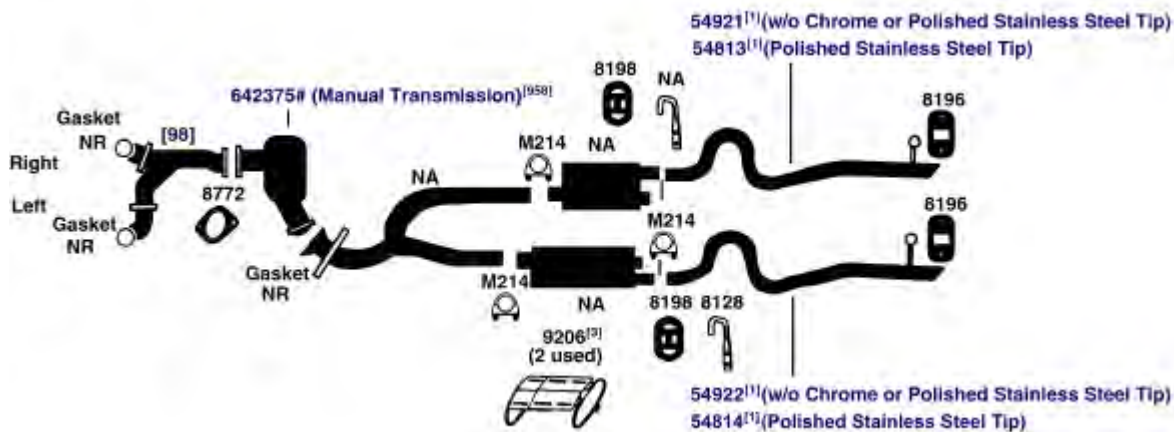 54921[1](w/o Chrome or Polished Stainless Steel Tip)
54813[1](Polished Stainless Steel Tip)
8198
NA
8196
642375# (Manual Transmission)[958]
Gasket
NR
[98]
M214
NA
Right
8772
NA
Left
Gasket
NR
M214
8196
Gasket
NR
M214
NA
8198
8128
9206[3]
(2 used)
54922[1](w/o Chrome or Polished Stainless Steel Tip)
54814[1](Polished Stainless Steel Tip)